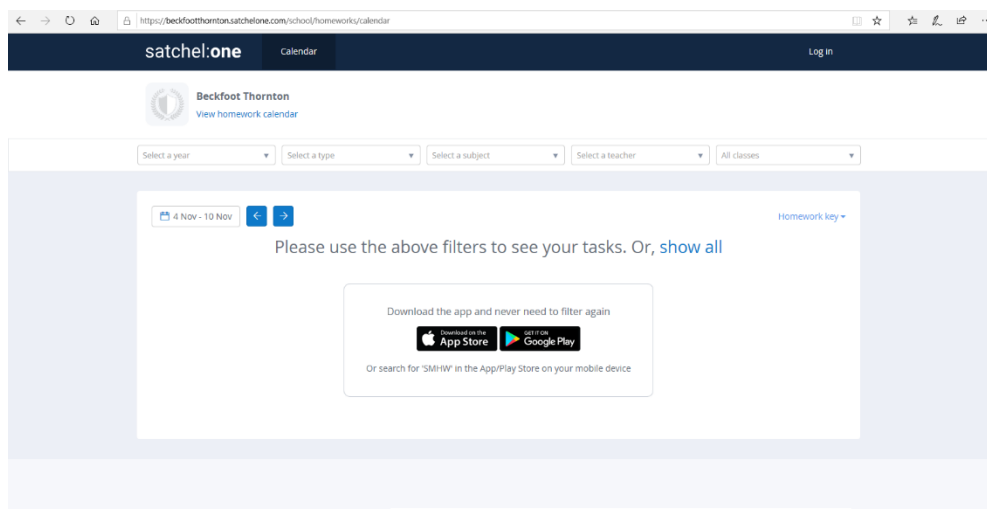 https://beckfootthornton.satchelone.com/school/homeworks/calendar
satchel:one Calendar Log in
Beckfoot Thornton
View homework calendar
Select a year Select a type Select a subject Select a teacher All classes
4 Nov - 10 Nov Homework key
Please use the above filters to see your tasks. Or, show all
Download the app and never need to filter again
Download on the App Store GET IT ON Google Play
Or search for 'SMHW' in the App/Play Store on your mobile device